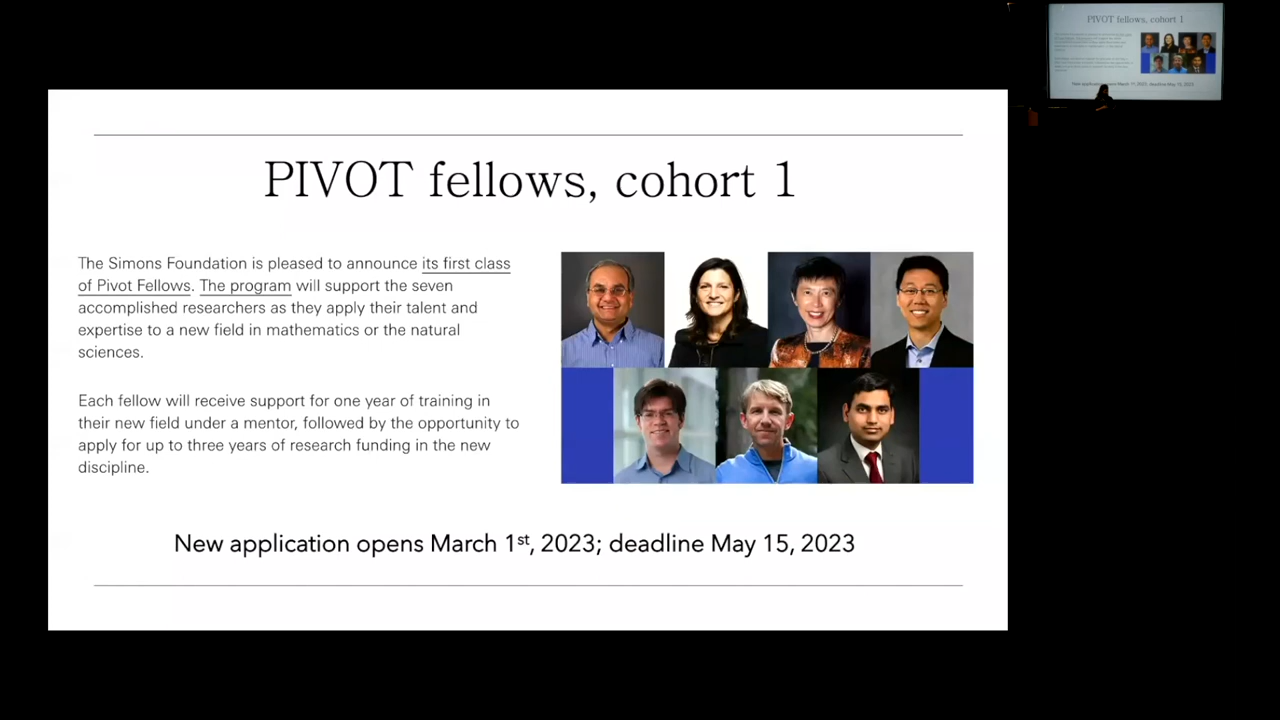 PIVOT fellows, cohort 1
The Simons Foundation is pleased to announce its first class
of Pivot Fellows. The program will support the seven
accomplished researchers as they apply their talent and
expertise to a new field in mathematics or the natural
sciences.
Each fellow will receive support for one year of training in
their new field under a mentor, followed by the opportunity to
apply for up to three years of research funding in the new
discipline.
New application opens March 1st, 2023; deadline May 15, 2023
PIVOT fellows, cohort 1